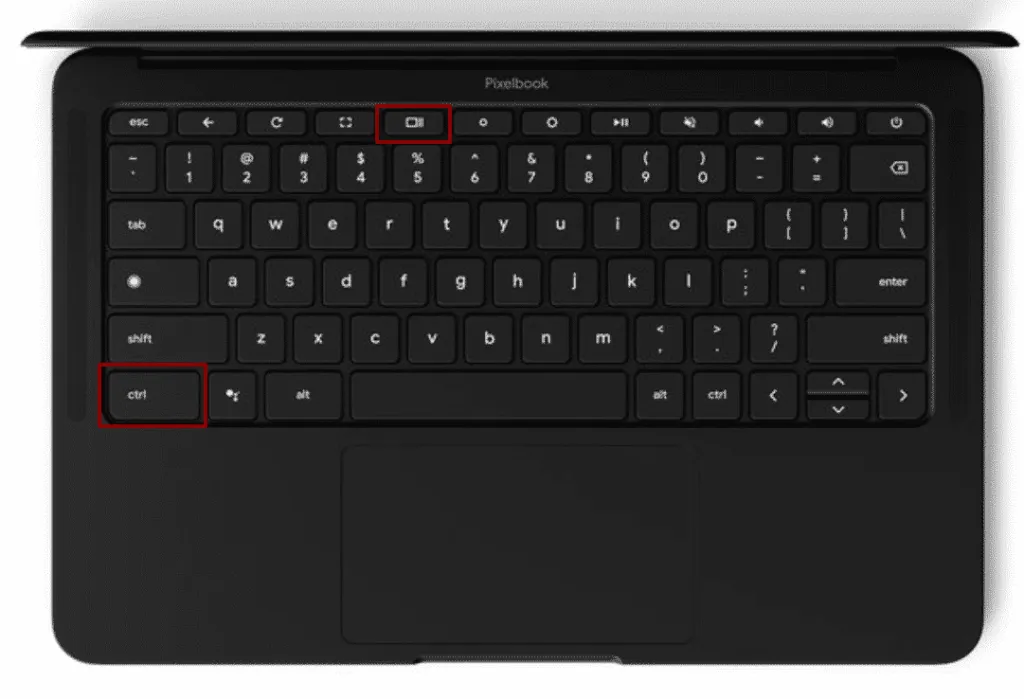 Pixelbook
esc
~ ! @ # $ % ^ & * ( ) – +
` 1 2 3 4 5 6 7 8 9 0 - =
tab q w e r t y u i o p { } |
[ ] \
a s d f g h j k l : " enter
; '
shift z x c v b n m < > ? shift
, . /
ctrl alt alt ctrl